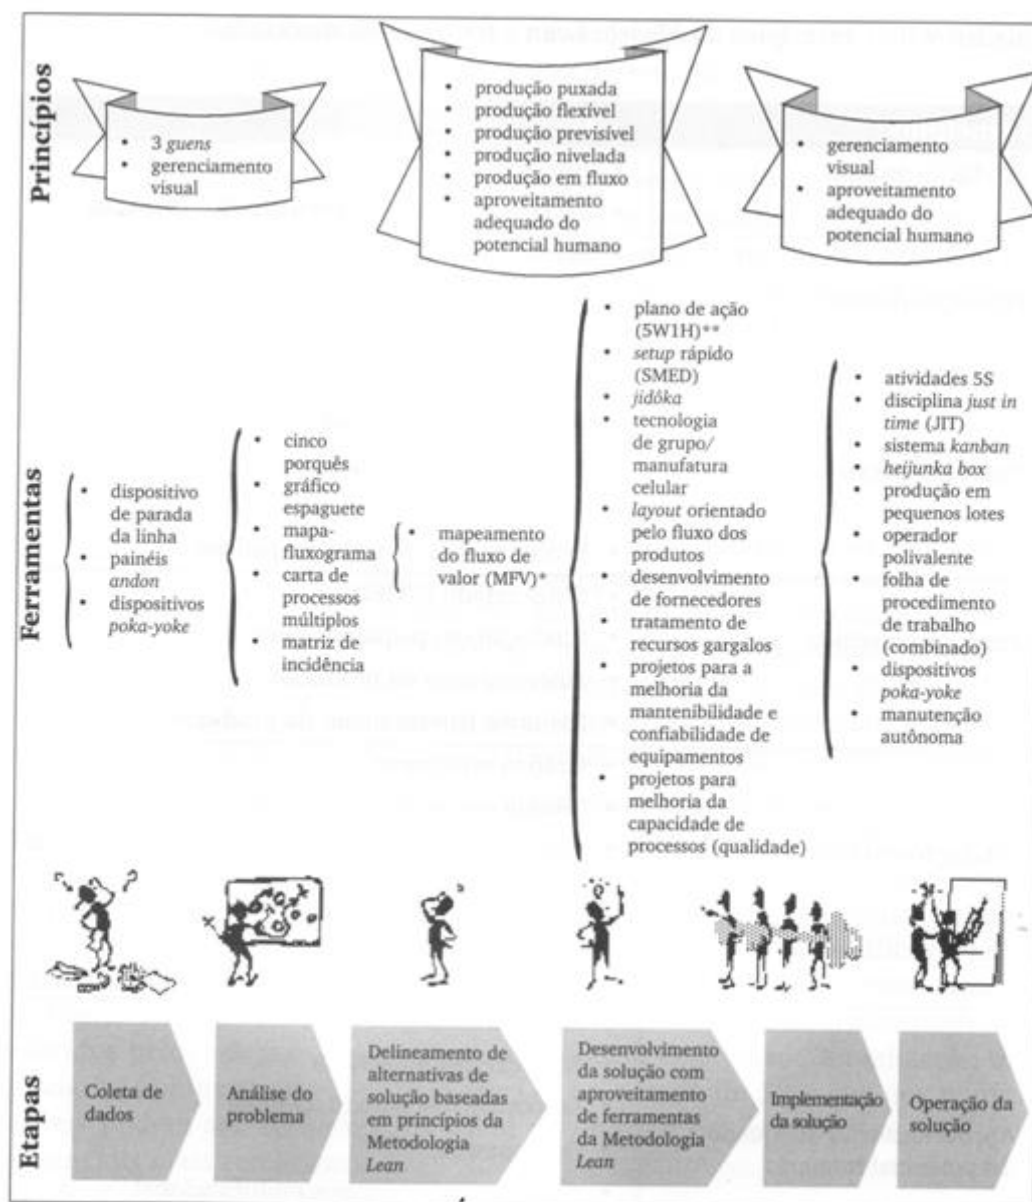 Princípios
• 3 guens
• gerenciamento
visual
• produção puxada
• produção flexível
• produção previsível
• produção nivelada
• produção em fluxo
• aproveitamento
adequado do
potencial humano
• gerenciamento
visual
• aproveitamento
adequado do
potencial humano
Ferramentas
• dispositivo
de parada
da linha
• painéis
andon
• dispositivos
poka-yoke
• cinco
porquês
• gráfico
espaguete
• mapa-
fluxograma
• carta de
processos
múltiplos
• matriz de
incidência
• mapeamento
do fluxo de
valor (MFV)*
• plano de ação
(5W1H)**
• setup rápido
(SMED)
• jidôka
• tecnologia
de grupo/
manufatura
celular
• layout orientado
pelo fluxo dos
produtos
• desenvolvimento
de fornecedores
• tratamento de
recursos gargalos
• projetos para a
melhoria da
mantenibilidade e
confiabilidade de
equipamentos
• projetos para
melhoria da
capacidade de
processos (qualidade)
• atividades 5S
• disciplina just in
time (JIT)
• sistema kanban
• heijunka box
• produção em
pequenos lotes
• operador
polivalente
• folha de
procedimento
de trabalho
(combinado)
• dispositivos
poka-yoke
• manutenção
autônoma
Etapas
Coleta de
dados
Análise do
problema
Delineamento de
alternativas de
solução baseadas
em princípios da
Metodologia
Lean
Desenvolvimento
da solução com
aproveitamento
de ferramentas
da Metodologia
Lean
Implementação
da solução
Operação da
solução